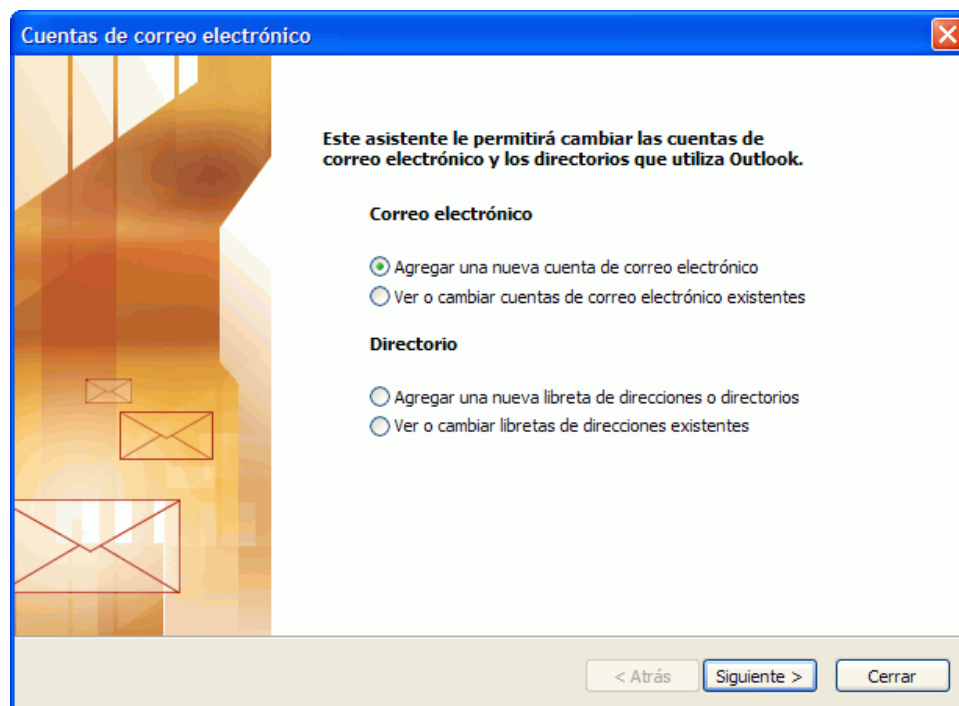 Cuentas de correo electrónico
Este asistente le permitirá cambiar las cuentas de
correo electrónico y los directorios que utiliza Outlook.
Correo electrónico
Agregar una nueva cuenta de correo electrónico
Ver o cambiar cuentas de correo electrónico existentes
Directorio
Agregar una nueva libreta de direcciones o directorios
Ver o cambiar libretas de direcciones existentes
< Atrás Siguiente > Cerrar